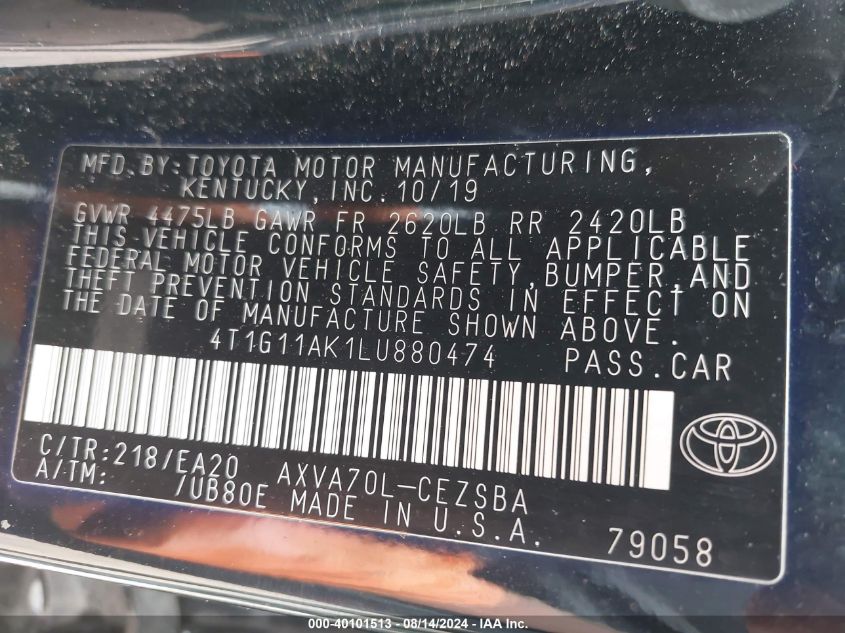 MFD.BY:TOYOTA MOTOR MANUFACTURING,
KENTUCKY,INC.10/19
GVWR 4475LB GAWR FR 2620LB RR 2420LB
THIS VEHICLE CONFORMS TO ALL APPLICABLE
FEDERAL MOTOR VEHICLE SAFETY,BUMPER,AND
THEFT PREVENTION STANDARDS IN EFFECT ON
THE DATE OF MANUFACTURE SHOWN ABOVE.
4T1G11AK1LU880474 PASS.CAR
C/TR:218/EA20 AXVA70L-CEZSBA
A/TM: /UB80E MADE IN U.S.A.
79058
000-40101513 - 08/14/2024 - IAA Inc.